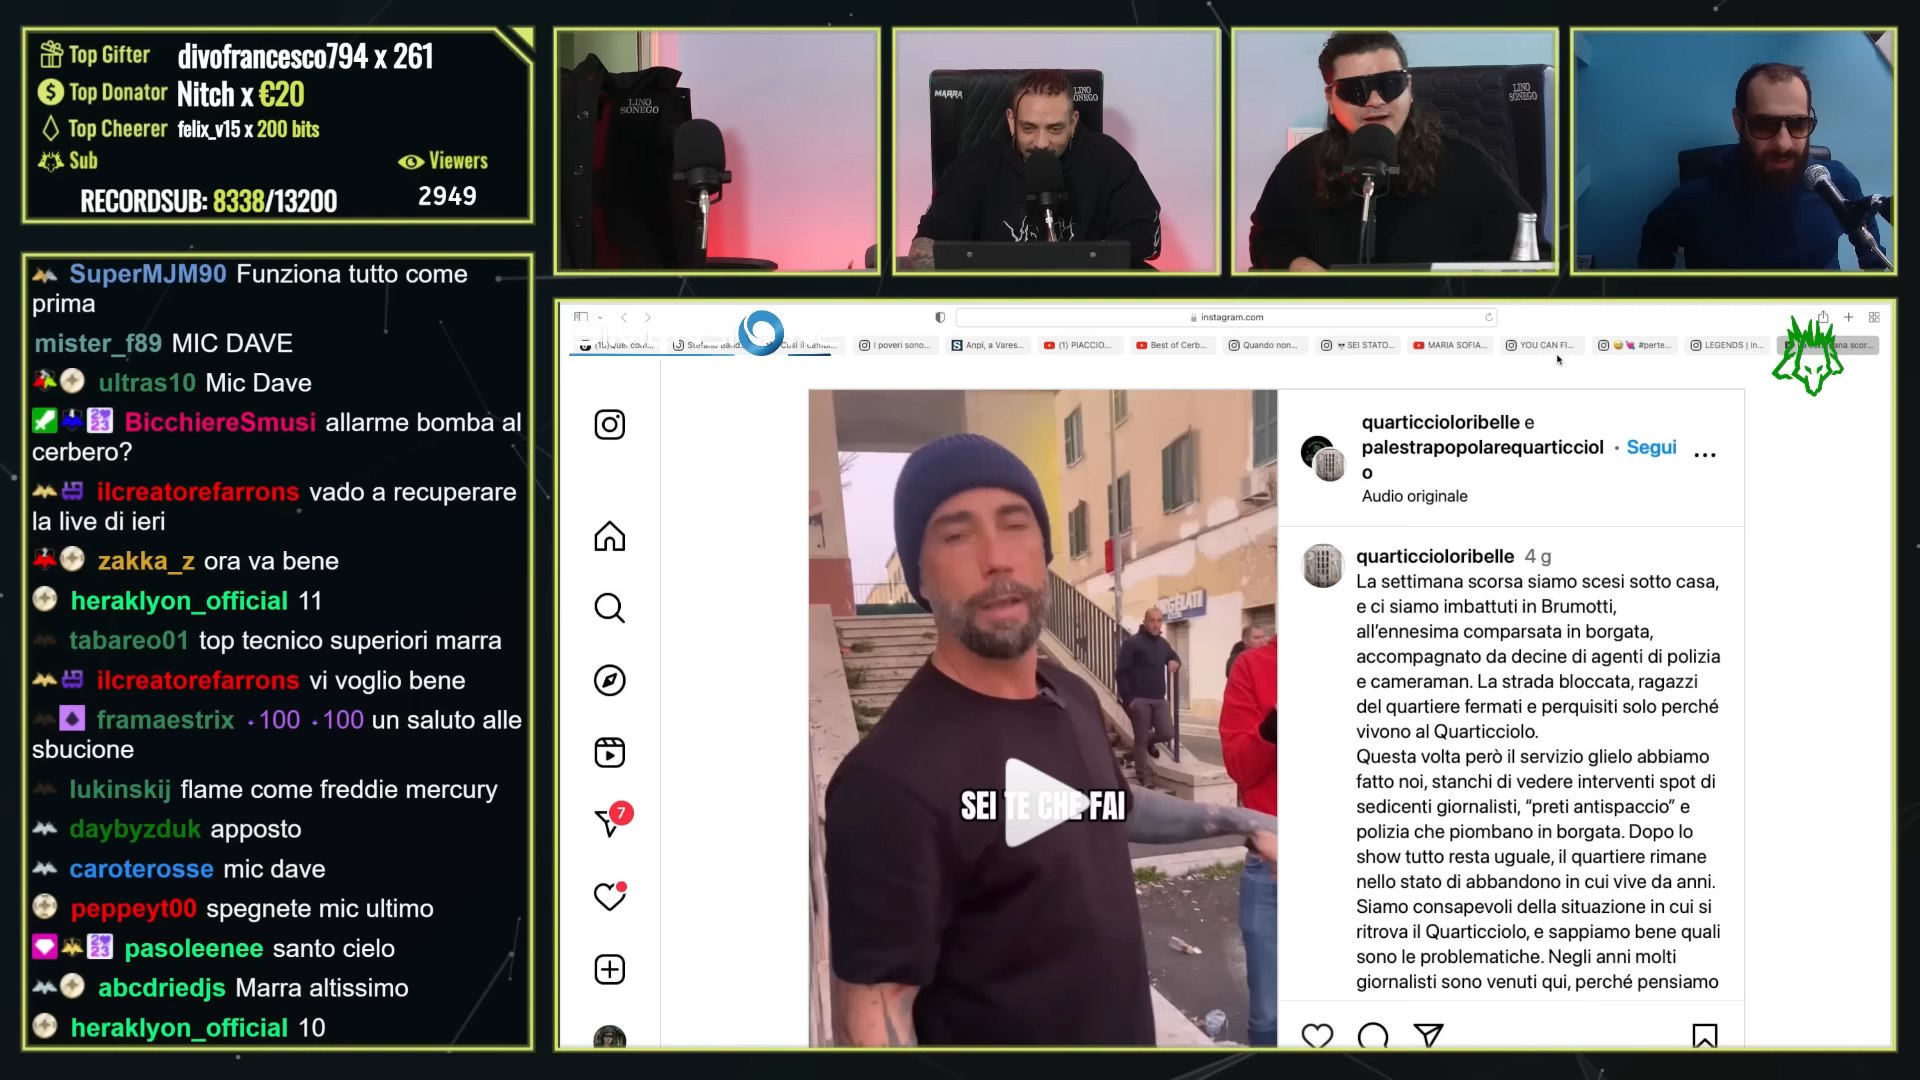 Top Gifter divofrancesco794 x 261
Top Donator Nitch x €20
Top Cheerer felix_v15 x 200 bits
Sub
Viewers
RECORDSUB: 8338/13200
2949
SuperMJM90 Funziona tutto come
prima
mister_f89 MIC DAVE
ultras10 Mic Dave
BicchiereSmusi allarme bomba al
cerbero?
ilcreatorefarrons vado a recuperare
la live di ieri
zakka_z ora va bene
heraklyon_official 11
tabareo01 top tecnico superiori marra
ilcreatorefarrons vi voglio bene
framaestrix 100 100 un saluto alle
sbucione
lukinskij flame come freddie mercury
daybyzduk apposto
caroterosse mic dave
peppeyt00 spegnete mic ultimo
pasoleenee santo cielo
abcdriedjs Marra altissimo
heraklyon_official 10
LINO
SONEGO
MARRA
LINO
SONEGO
LINO
SONEGO
instagram.com
I poveri sono...
Anpi, a Vares...
(1) PIACCIO...
Best of Cerb...
Quando non...
SEI STATO...
MARIA SOFIA...
YOU CAN FI...
#perte...
LEGENDS | In...
7
SEI TE CHE FAI
quarticcioloribelle e
palestrapopolarequarticciol • Segui ...
o
Audio originale
quarticcioloribelle 4 g
La settimana scorsa siamo scesi sotto casa,
e ci siamo imbattuti in Brumotti,
all’ennesima comparsata in borgata,
accompagnato da decine di agenti di polizia
e cameraman. La strada bloccata, ragazzi
del quartiere fermati e perquisiti solo perché
vivono al Quarticciolo.
Questa volta però il servizio glielo abbiamo
fatto noi, stanchi di vedere interventi spot di
sedicenti giornalisti, “preti antispaccio” e
polizia che piombano in borgata. Dopo lo
show tutto resta uguale, il quartiere rimane
nello stato di abbandono in cui vive da anni.
Siamo consapevoli della situazione in cui si
ritrova il Quarticciolo, e sappiamo bene quali
sono le problematiche. Negli anni molti
giornalisti sono venuti qui, perché pensiamo